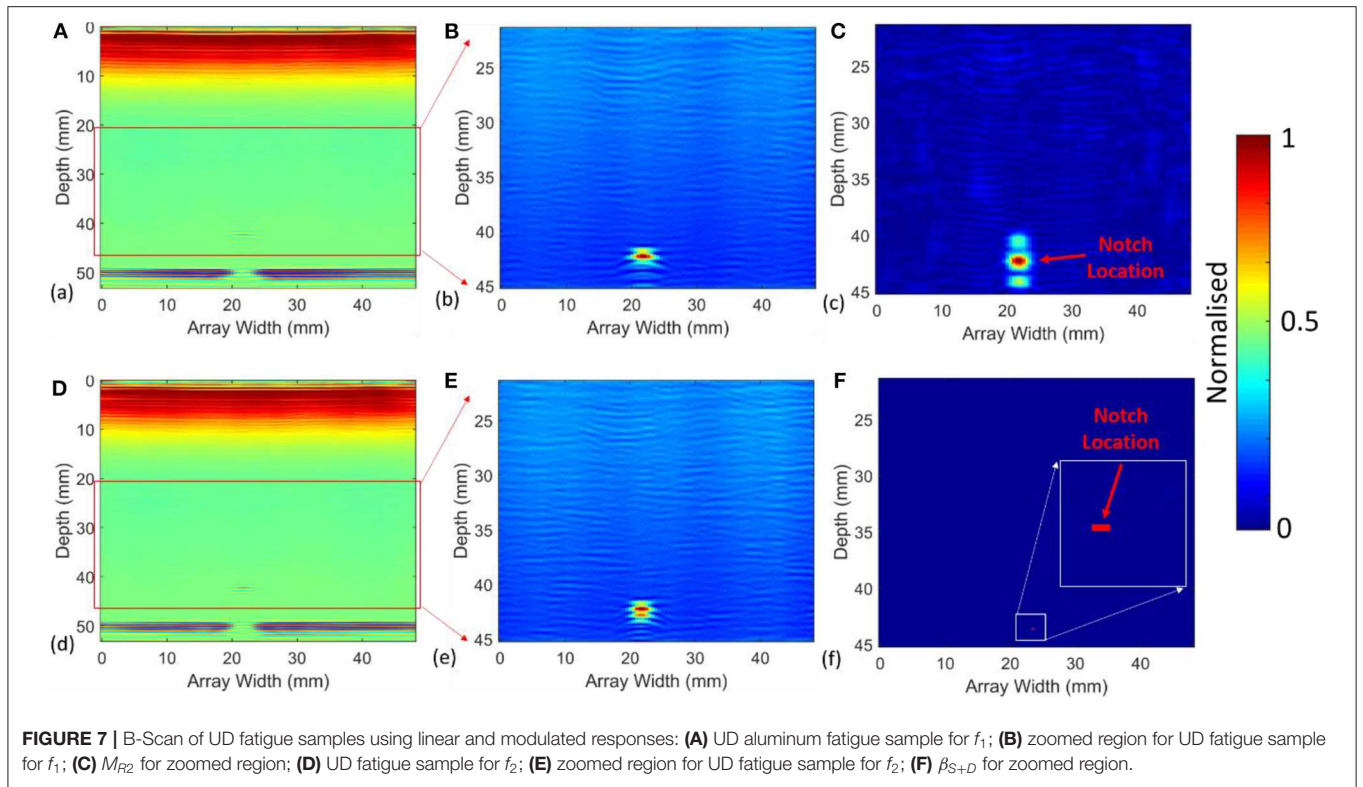 A
0
10
20
30
40
50
Depth (mm)
(a)
0 10 20 30 40
Array Width (mm)
B
25
30
35
40
45
Depth (mm)
(b)
0 10 20 30 40
Array Width (mm)
C
25
30
35
40
45
Depth (mm)
Notch
Location
(c)
0 10 20 30 40
Array Width (mm)
1
0.5
0
Normalised
D
0
10
20
30
40
50
Depth (mm)
(d)
0 10 20 30 40
Array Width (mm)
E
25
30
35
40
45
Depth (mm)
(e)
0 10 20 30 40
Array Width (mm)
F
25
30
35
40
45
Depth (mm)
Notch
Location
(f)
0 10 20 30 40
Array Width (mm)
FIGURE 7 | B-Scan of UD fatigue samples using linear and modulated responses: (A) UD aluminum fatigue sample for f1; (B) zoomed region for UD fatigue sample
for f1; (C) MR2 for zoomed region; (D) UD fatigue sample for f2; (E) zoomed region for UD fatigue sample for f2; (F) βS+D for zoomed region.